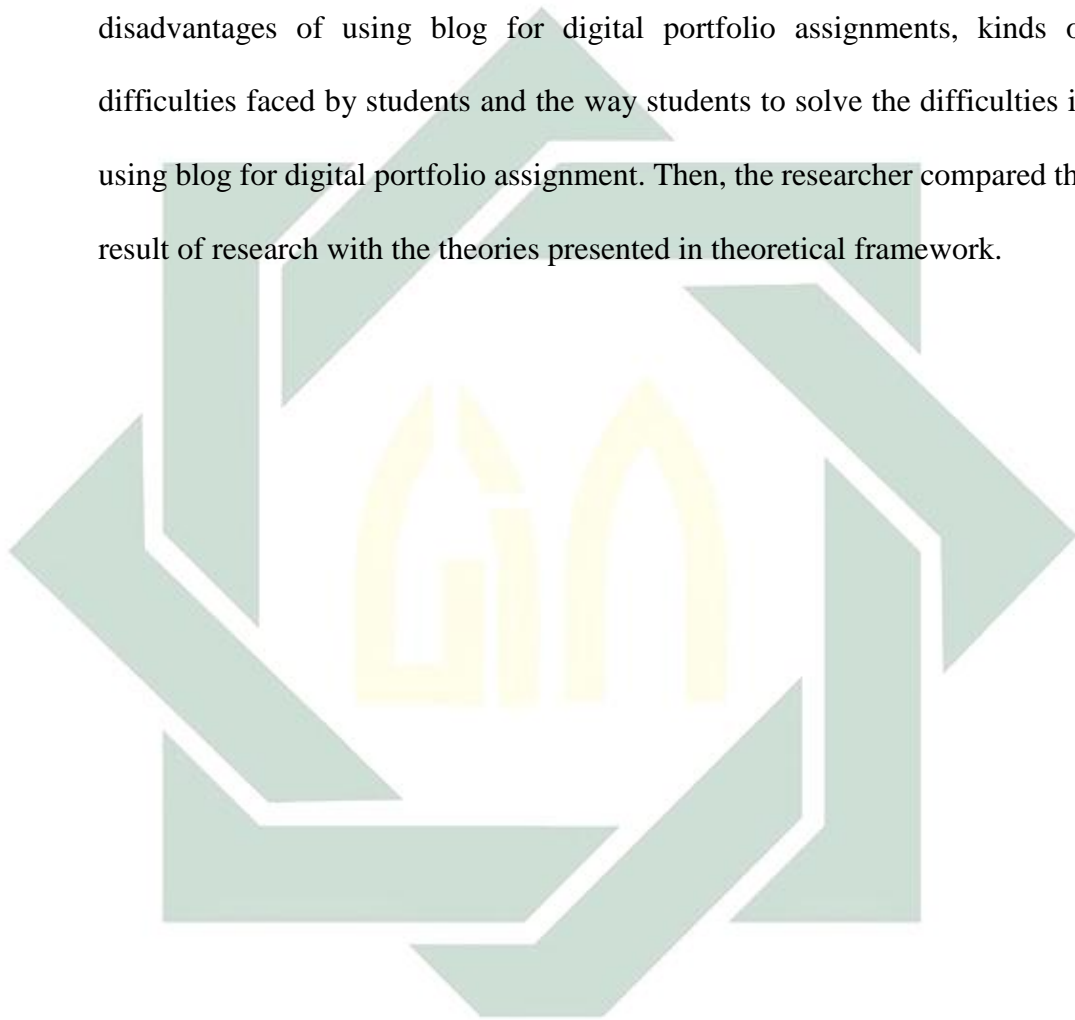 disadvantages of using blog for digital portfolio assignments, kinds
difficulties faced by students and the way students to solve the difficulties
using blog for digital portfolio assignment. Then, the researcher compared
result of research with the theories presented in theoretical framework.